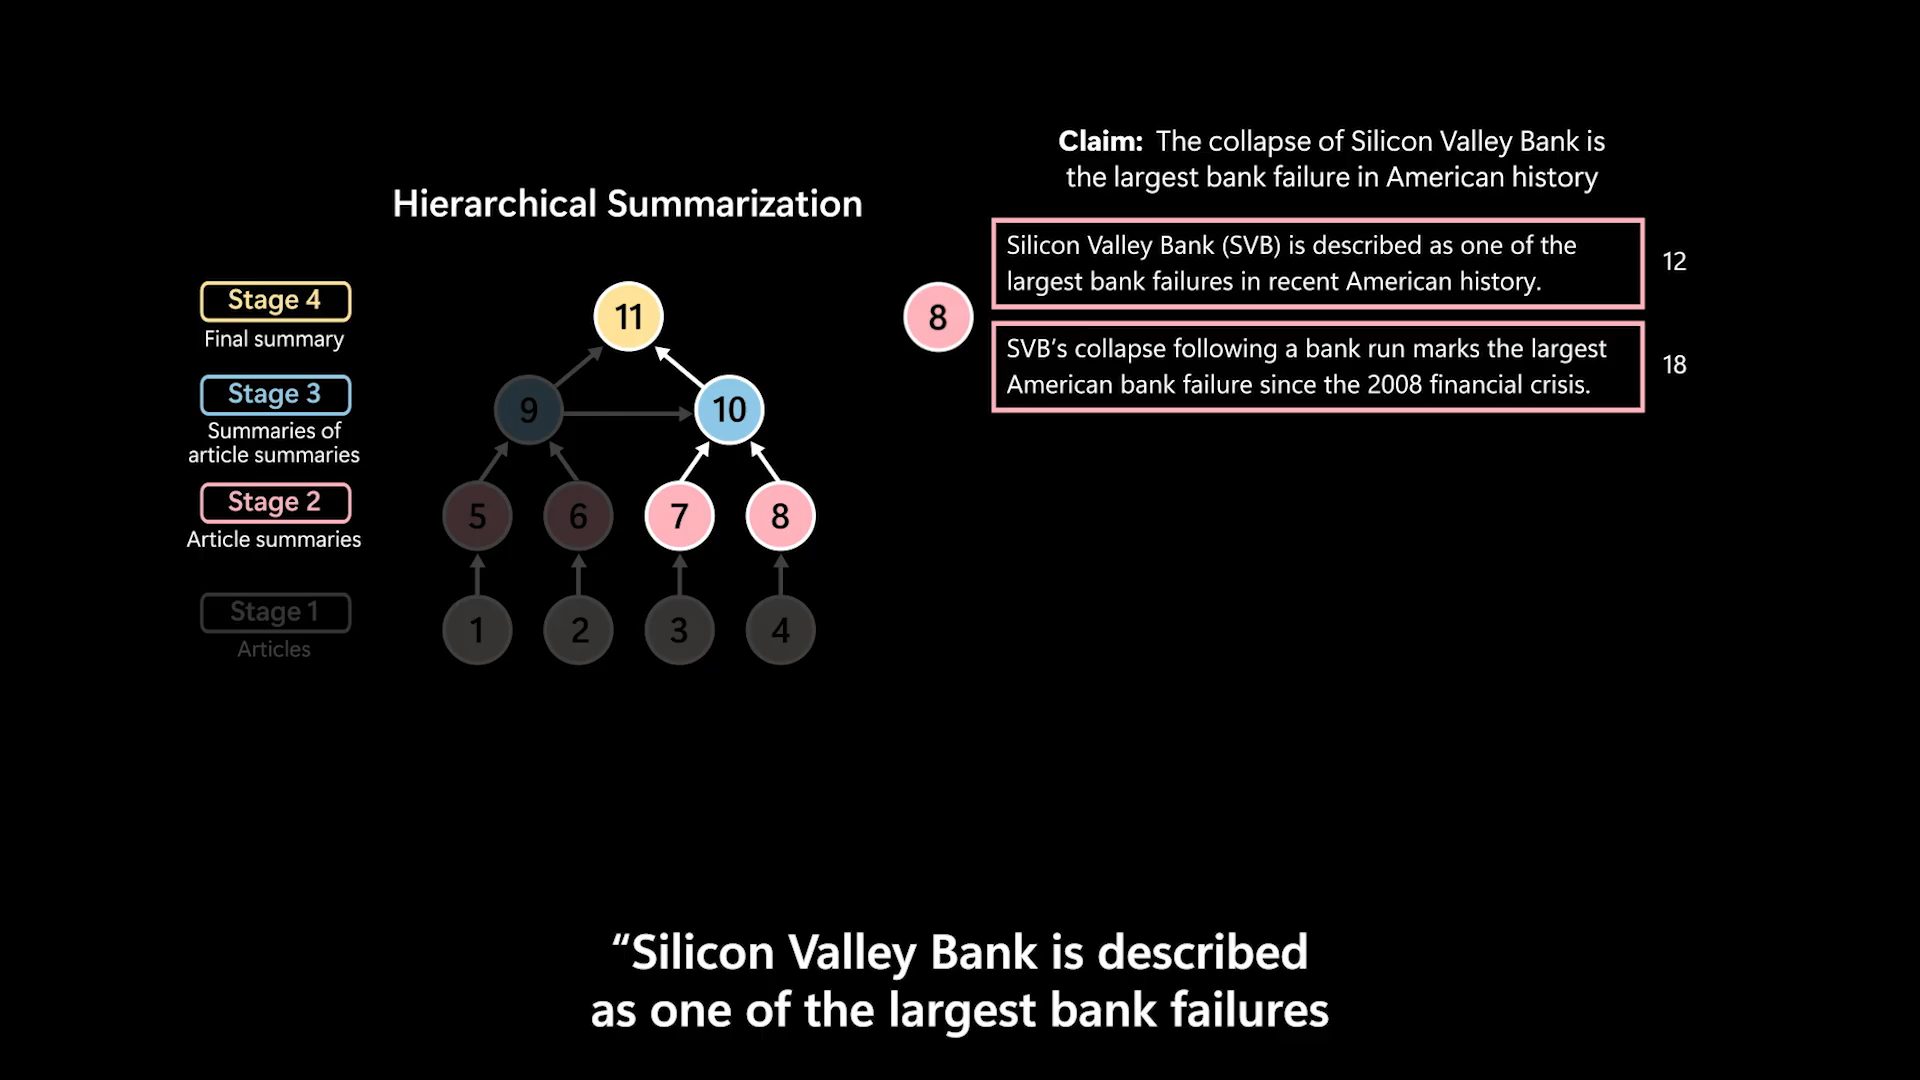 Claim: The collapse of Silicon Valley Bank is
the largest bank failure in American history
Hierarchical Summarization
Silicon Valley Bank (SVB) is described as one of the
largest bank failures in recent American history.
12
8
SVB’s collapse following a bank run marks the largest
American bank failure since the 2008 financial crisis.
18
Stage 4
Final summary
11
Stage 3
Summaries of
article summaries
9
10
Stage 2
Article summaries
5
6
7
8
Stage 1
Articles
1
2
3
4
“Silicon Valley Bank is described
as one of the largest bank failures